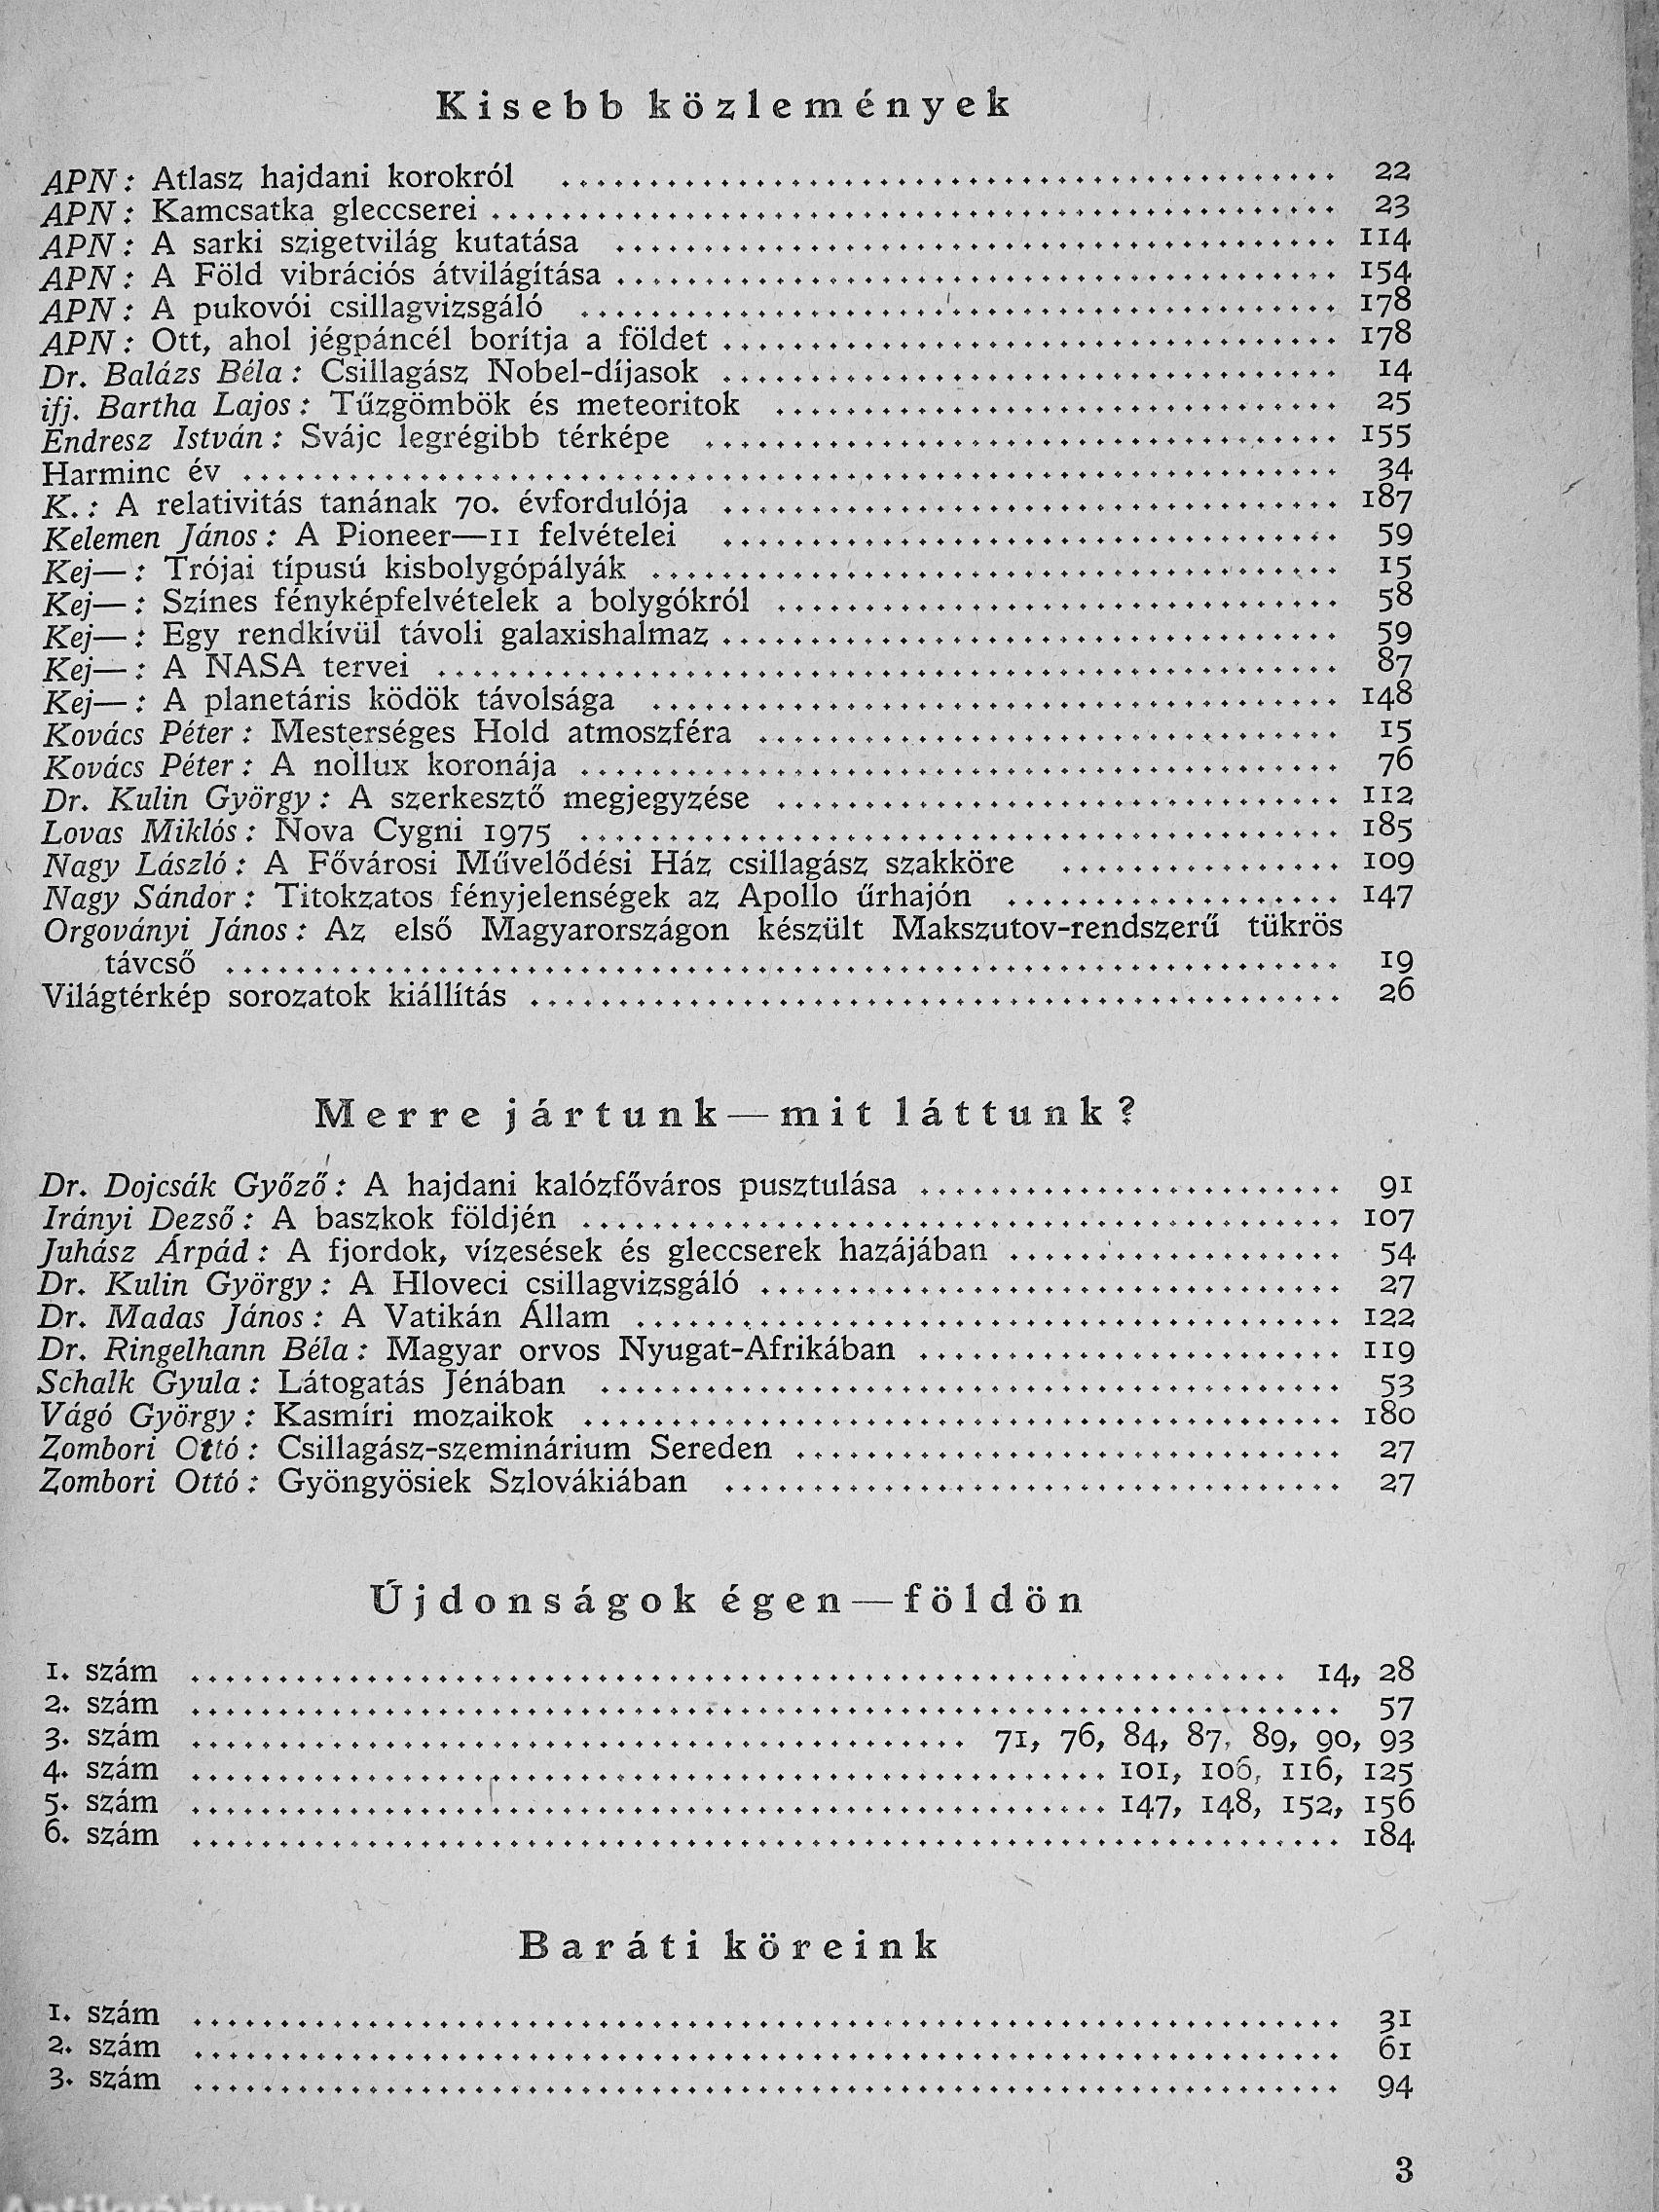 Kisebb közlemények
APN: Atlasz hajdani korokról ........ 22
APN: Kamcsatka gleccserei ........ 23
APN: A sarki szigetvilág kutatása ........ 114
APN: A Föld vibrációs átvilágítása ........ 154
APN: A pukovói csillagvizsgáló ........ 178
APN: Ott, ahol jégpáncél borítja a földet ........ 178
Dr. Balázs Béla: Csillagász Nobel-díjasok ........ 14
ifj. Bartha Lajos: Tűzgömbök és meteoritok ........ 25
Endresz István: Svájc legrégibb térképe ........ 155
Harminc év ........ 34
K.: A relativitás tanának 70. évfordulója ........ 187
Kelemen János: A Pioneer—11 felvételei ........ 59
Kej—: Trójai típusú kisbolygópályák ........ 15
Kej—: Színes fényképfelvételek a bolygókról ........ 58
Kej—: Egy rendkívül távoli galaxishalmaz ........ 59
Kej—: A NASA tervei ........ 87
Kej—: A planetáris ködök távolsága ........ 148
Kovács Péter: Mesterséges Hold atmoszféra ........ 15
Kovács Péter: A nollux koronája ........ 76
Dr. Kulin György: A szerkesztő megjegyzése ........ 112
Lovas Miklós: Nova Cygni 1975 ........ 185
Nagy László: A Fővárosi Művelődési Ház csillagász szakköre ........ 109
Nagy Sándor: Titokzatos fényjelenségek az Apollo űrhajón ........ 147
Orgoványi János: Az első Magyarországon készült Makszutov-rendszerű tükrös
távcső ........ 19
Világtérkép sorozatok kiállítás ........ 26
Merre jártunk—mit láttunk?
Dr. Dojcsák Győző: A hajdani kalózfőváros pusztulása ........ 91
Irányi Dezső: A baszkok földjén ........ 107
Juhász Árpád: A fjordok, vízesések és gleccserek hazájában ........ 54
Dr. Kulin György: A Hloveci csillagvizsgáló ........ 27
Dr. Madas János: A Vatikán Állam ........ 122
Dr. Ringelhann Béla: Magyar orvos Nyugat-Afrikában ........ 119
Schalk Gyula: Látogatás Jénában ........ 53
Vágó György: Kasmíri mozaikok ........ 180
Zombori Ottó: Csillagász-szeminárium Sereden ........ 27
Zombori Ottó: Gyöngyösiek Szlovákiában ........ 27
Újdonságok égen—földön
1. szám ........ 14, 28
2. szám ........ 57
3. szám ........ 71, 76, 84, 87, 89, 90, 93
4. szám ........ 101, 106, 116, 125
5. szám ........ 147, 148, 152, 156
6. szám ........ 184
Baráti köreink
1. szám ........ 31
2. szám ........ 61
3. szám ........ 94
3